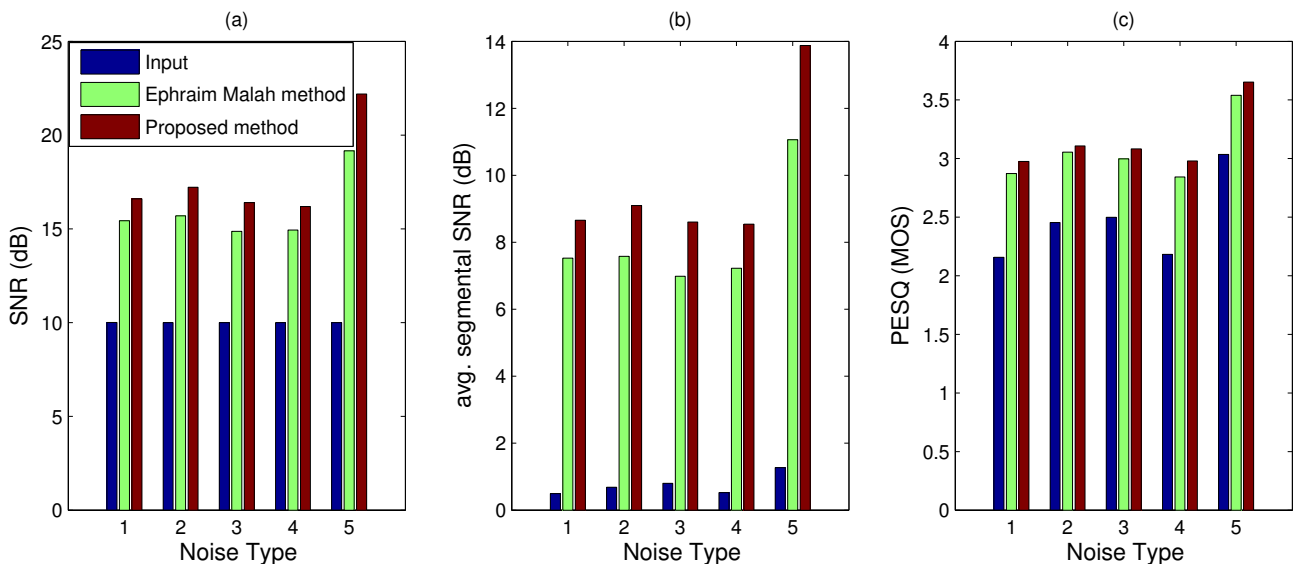 (a)
25
20
15
10
5
0
SNR (dB)
Input
Ephraim Malah method
Proposed method
1 2 3 4 5
Noise Type
(b)
14
12
10
8
6
4
2
0
avg. segmental SNR (dB)
1 2 3 4 5
Noise Type
(c)
4
3.5
3
2.5
2
1.5
1
0.5
0
PESQ (MOS)
1 2 3 4 5
Noise Type